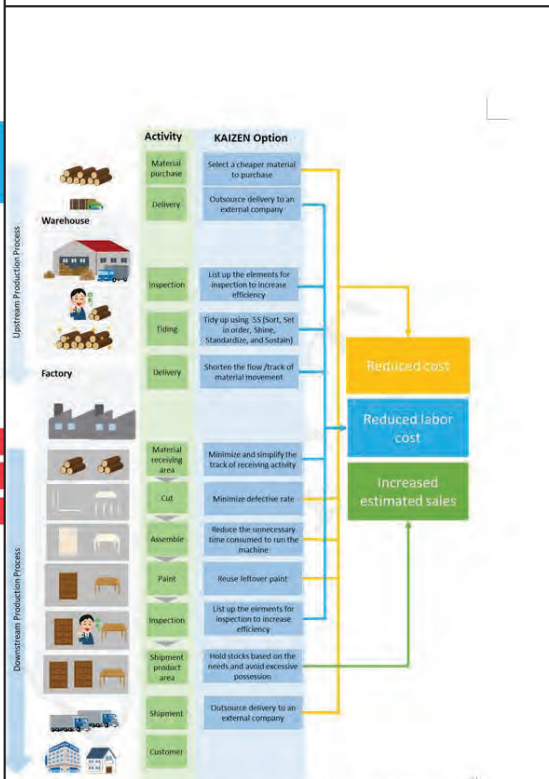 Activity
KAIZEN Option
Material
purchase
Select a cheaper material
to purchase
Delivery
Outsource delivery to an
external company
Warehouse
Upstream Production Process
Inspection
List up the elements for
inspection to increase
efficiency
Tiding
Tidy up using 5S (Sort, Set
in order, Shine,
Standardize, and Sustain)
Factory
Delivery
Shorten the flow /track of
material movement
Reduced cost
Reduced labor
cost
Increased
estimated sales
Downstream Production Process
Material
receiving
area
Minimize and simplify the
track of receiving activity
Cut
Minimize defective rate
Assemble
Reduce the unnecessary
time consumed to run the
machine
Paint
Reuse leftover paint
Inspection
List up the elements for
inspection to increase
efficiency
Shipment
product
area
Hold stocks based on the
needs and avoid excessive
possession
Shipment
Outsource delivery to an
external company
Customer